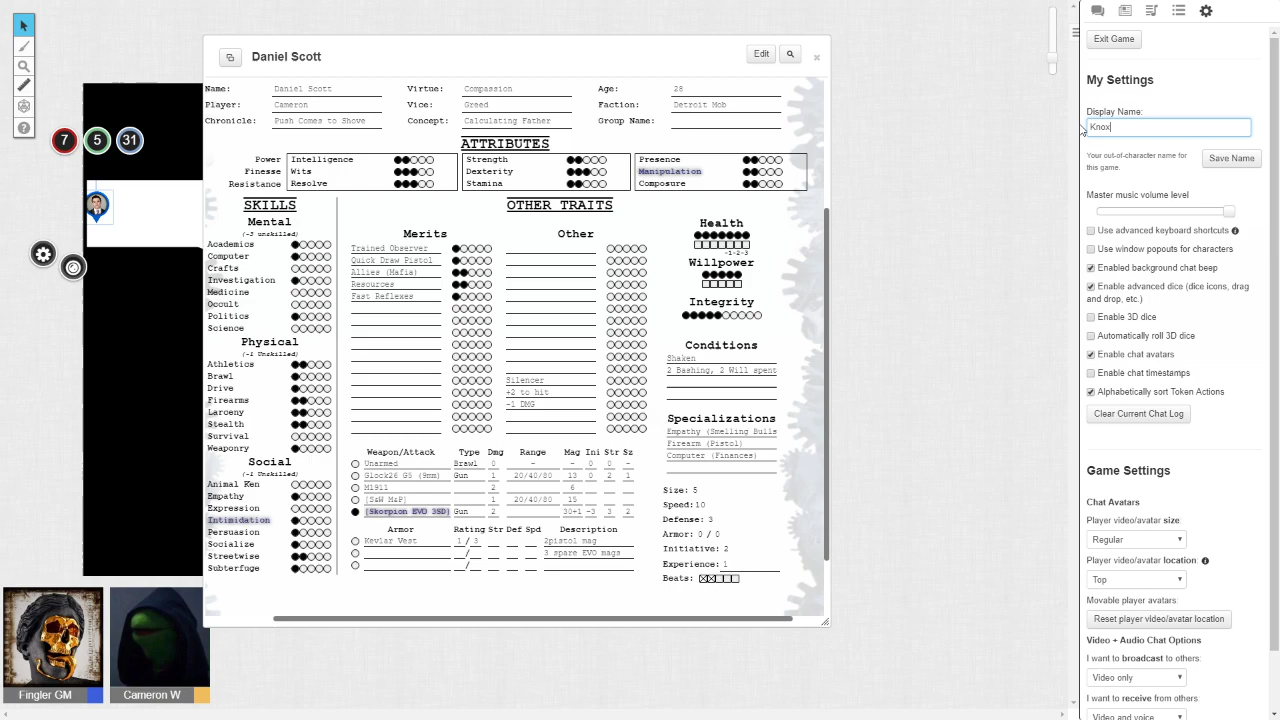 Daniel Scott
Edit
Name: Daniel Scott Virtue: Compassion Age: 28
Player: Cameron Vice: Greed Faction: Detroit Mob
Chronicle: Push Comes to Shove Concept: Calculating Father Group Name:
ATTRIBUTES
Power Intelligence Strength Presence
Finesse Wits Dexterity Manipulation
Resistance Resolve Stamina Composure
SKILLS
Mental
(-3 unskilled)
Academics
Computer
Crafts
Investigation
Medicine
Occult
Politics
Science
Physical
(-1 Unskilled)
Athletics
Brawl
Drive
Firearms
Larceny
Stealth
Survival
Weaponry
Social
(-1 Unskilled)
Animal Ken
Empathy
Expression
Intimidation
Persuasion
Socialize
Streetwise
Subterfuge
OTHER TRAITS
Merits Other
Trained Observer
Quick Draw Pistol
Allies (Mafia)
Resources
Fast Reflexes
Silencer
+2 to hit
-1 DMG
Weapon/Attack Type Dmg Range Mag Ini Str Sz
Unarmed Brawl 0 - - 0 0 -
Glock26 G5 (9mm) Gun 1 20/40/80 13 0 2 1
M1911 2 6
[S&W M&P] 1 20/40/80 15
[Skorpion EVO 3SD] Gun 2 30+1 -3 3 2
Armor Rating Str Def Spd Description
Kevlar Vest 1 / 3 2pistol mag
/ 3 spare EVO mags
/
Health
-1-2-3
Willpower
Integrity
Conditions
Shaken
2 Bashing, 2 Will spent
Specializations
Empathy (Smelling Bulls
Firearm (Pistol)
Computer (Finances)
Size: 5
Speed: 10
Defense: 3
Armor: 0 / 0
Initiative: 2
Experience: 1
Beats:
7 5 31
Fingler GM
Cameron W
Exit Game
My Settings
Display Name:
Knox
Your out-of-character name for
this game.
Save Name
Master music volume level
Use advanced keyboard shortcuts
Use window popouts for characters
Enabled background chat beep
Enable advanced dice (dice icons, drag
and drop, etc.)
Enable 3D dice
Automatically roll 3D dice
Enable chat avatars
Enable chat timestamps
Alphabetically sort Token Actions
Clear Current Chat Log
Game Settings
Chat Avatars
Player video/avatar size:
Regular
Player video/avatar location:
Top
Movable player avatars:
Reset player video/avatar location
Video + Audio Chat Options
I want to broadcast to others:
Video only
I want to receive from others:
Video and voice